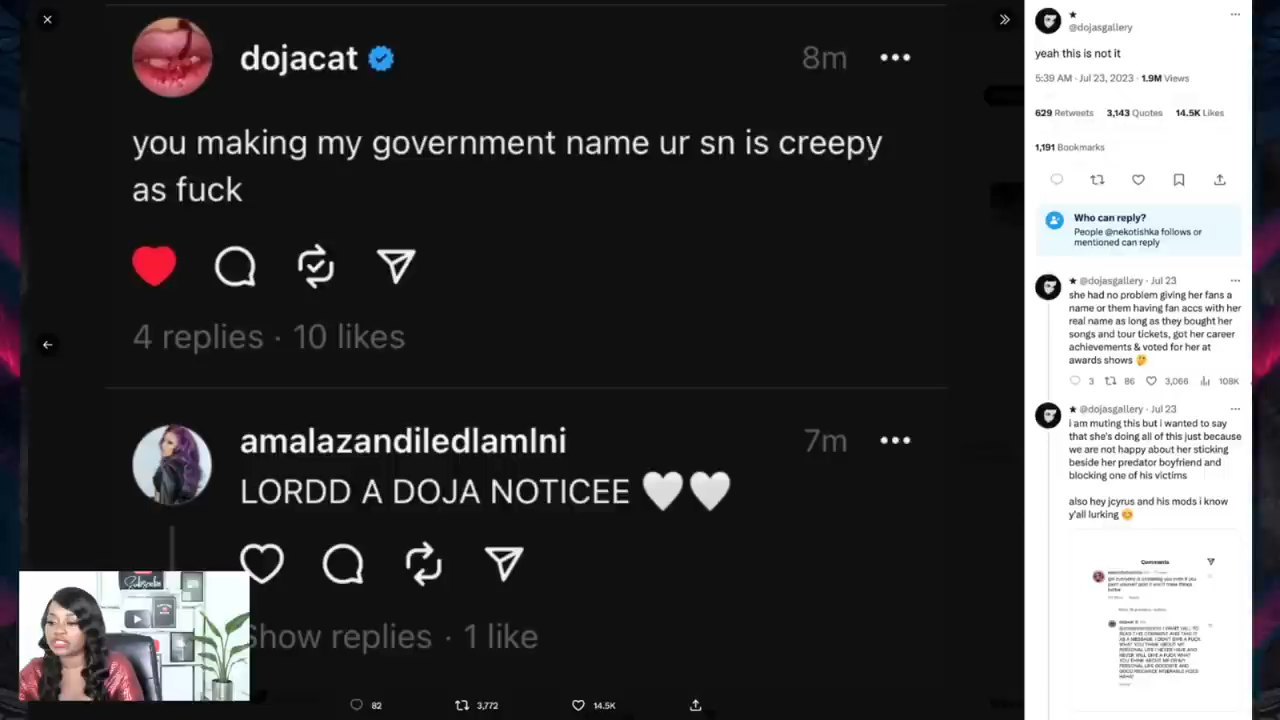 dojacat
8m
you making my government name ur sn is creepy
as fuck
4 replies · 10 likes
amalazandiledlamlni
7m
LORDD A DOJA NOTICEE 🤍🤍
82
3,772
14.5K
★
@dojasgallery
yeah this is not it
5:39 AM · Jul 23, 2023 · 1.9M Views
629 Retweets 3,143 Quotes 14.5K Likes
1,191 Bookmarks
Who can reply?
People @nekotishka follows or
mentioned can reply
★ @dojasgallery · Jul 23
she had no problem giving her fans a
name or them having fan accs with her
real name as long as they bought her
songs and tour tickets, got her career
achievements & voted for her at
awards shows 🤔
3 86 3,066 108K
★ @dojasgallery · Jul 23
i am muting this but i wanted to say
that she's doing all of this just because
we are not happy about her sticking
beside her predator boyfriend and
blocking one of his victims
also hey jcyrus and his mods i know
y'all lurking 😊
Comments